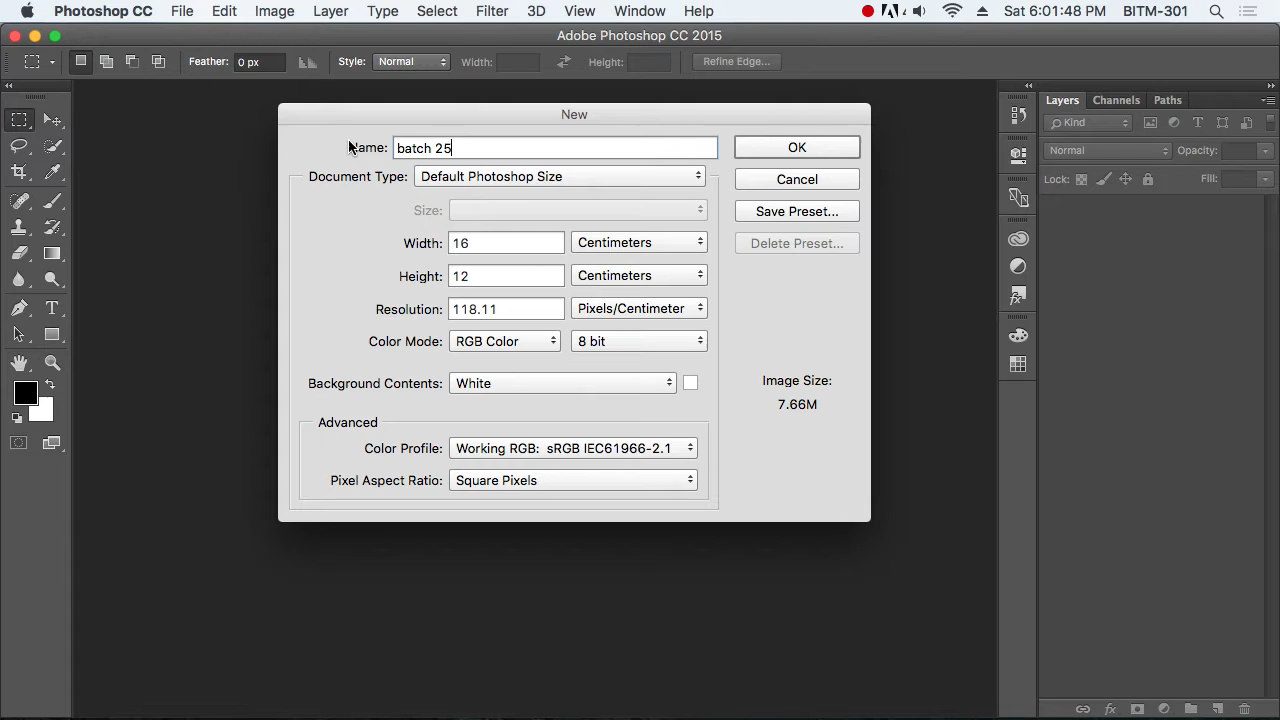 Photoshop CC File Edit Image Layer Type Select Filter 3D View Window Help 4 Sat 6:01:48 PM BITM-301
Adobe Photoshop CC 2015
Feather: 0 px Style: Normal Width: Height: Refine Edge...
New
Layers Channels Paths
Kind
Name: batch 25 OK
Normal Opacity:
Document Type: Default Photoshop Size Cancel
Lock: Fill:
Size: Save Preset...
Width: 16 Centimeters Delete Preset...
Height: 12 Centimeters
Resolution: 118.11 Pixels/Centimeter
Color Mode: RGB Color 8 bit
Background Contents: White Image Size:
7.66M
Advanced
Color Profile: Working RGB: sRGB IEC61966-2.1
Pixel Aspect Ratio: Square Pixels